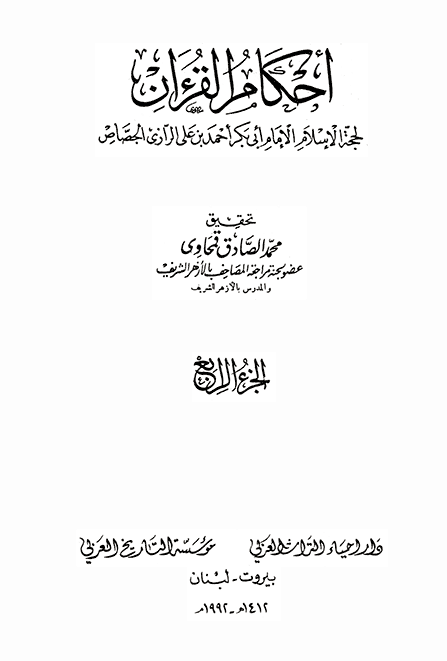 أحكام القرءان
لحجة الإسلام الإمام أبي بكر أحمد بن علي الرازي الجصاص
تحقيق
محمد الصادق قمحاوي
عضو لجنة مراجعة المصاحف بالأزهر الشريف
والمدرس بالأزهر الشريف
الجزء الرابع
دار إحياء التراث العربي مؤسسة التاريخ العربي
بيروت - لبنان
١٤١٢هـ - ١٩٩٢م